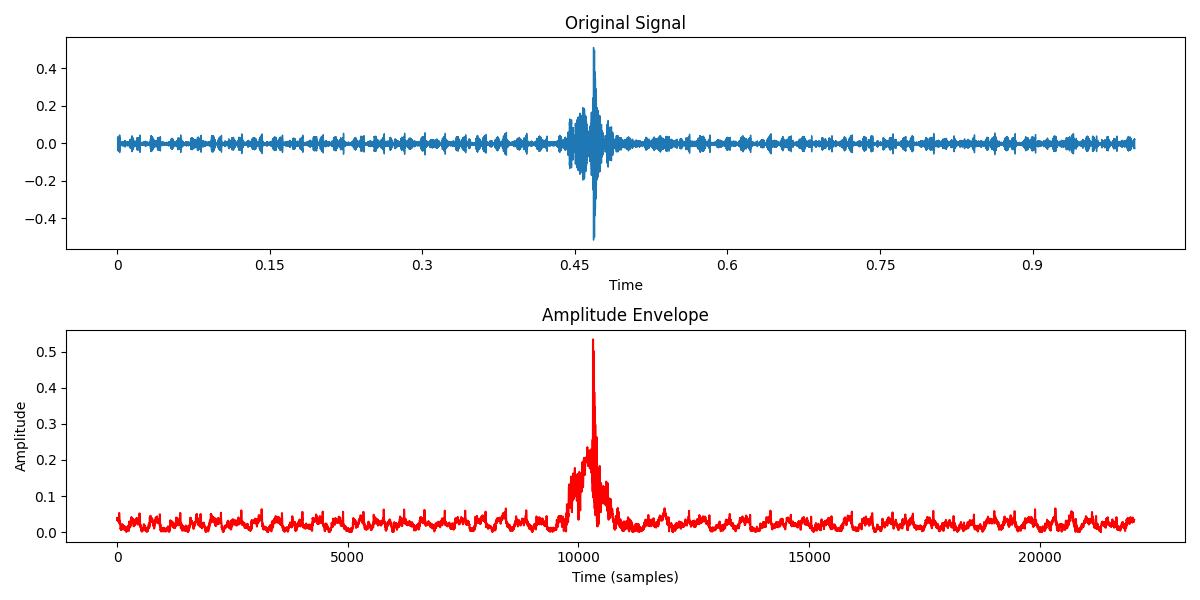 Original Signal
0.4
0.2
0.0
−0.2
−0.4
0 0.15 0.3 0.45 0.6 0.75 0.9
Time
Amplitude Envelope
Amplitude
0.5
0.4
0.3
0.2
0.1
0.0
0 5000 10000 15000 20000
Time (samples)